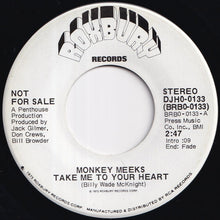 ROXBURY
RECORDS
NOT
FOR SALE
A Penthouse
Production
Produced by
Jack Gilmer,
Don Crews,
Bill Browder
STEREO
DJH0-0133
(BRB0-0133)
BRB0-0133-A
Press Music
Co., Inc., BMI
2:47
Intro :09
End: Fade
MONKEY MEEKS
TAKE ME TO YOUR HEART
(Billy Wade McKnight)